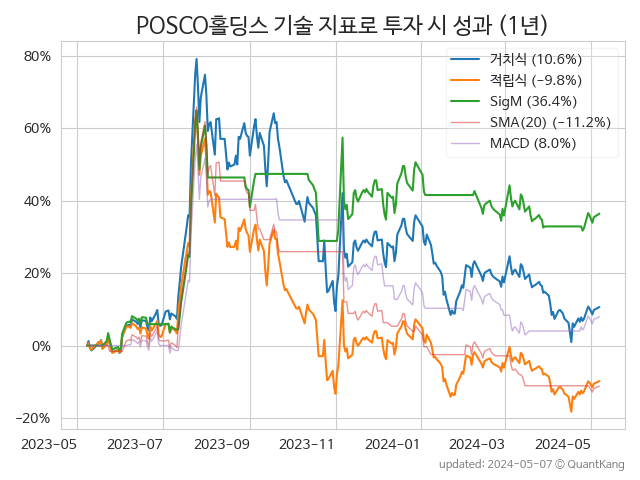 POSCO홀딩스 기술 지표로 투자 시 성과 (1년)
거치식 (10.6%)
적립식 (−9.8%)
SigM (36.4%)
SMA(20) (−11.2%)
MACD (8.0%)
80%
60%
40%
20%
0%
−20%
2023-05 2023-07 2023-09 2023-11 2024-01 2024-03 2024-05
updated: 2024-05-07 © QuantKang